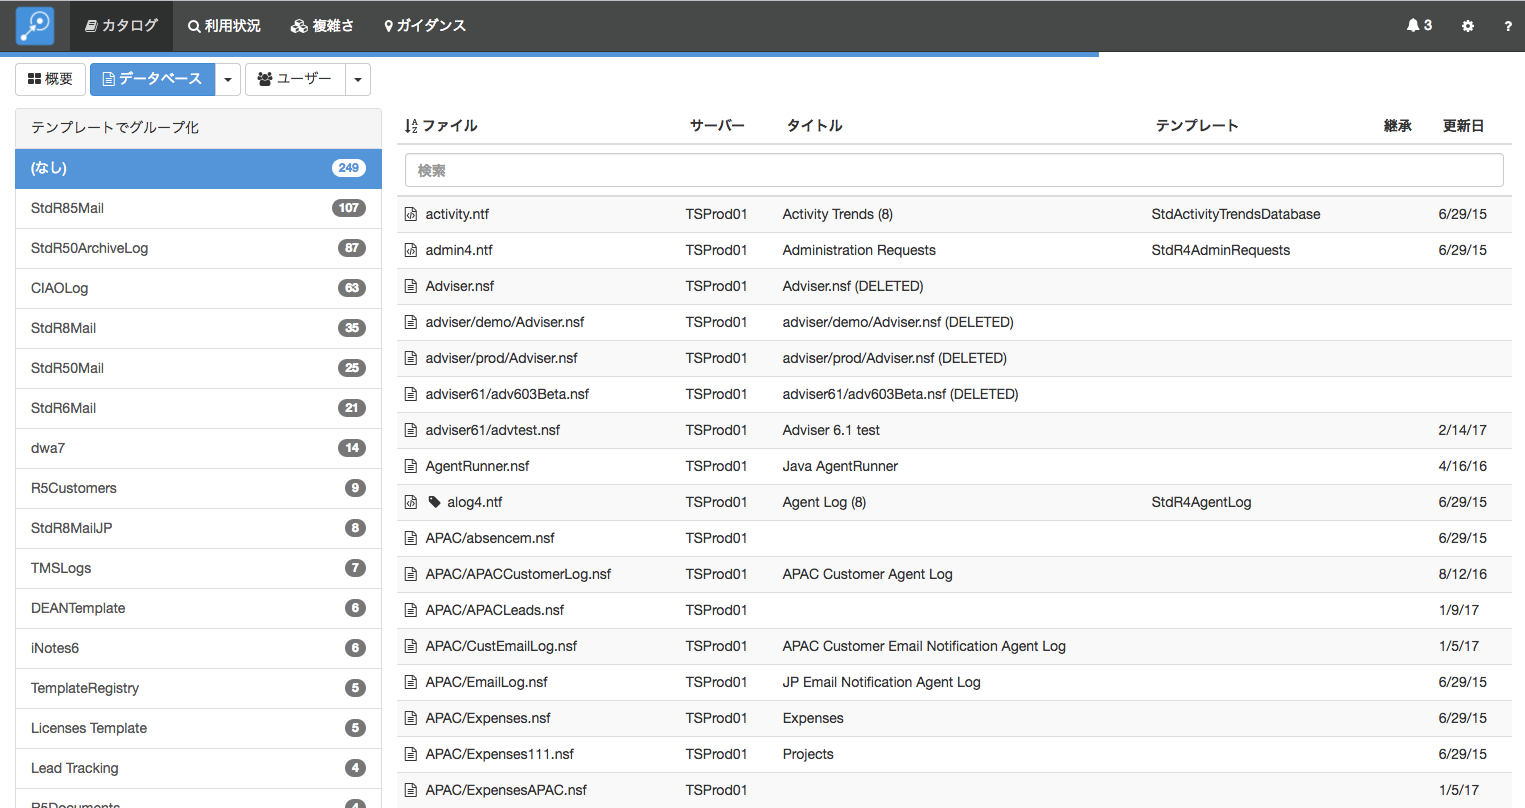 カタログ 利用状況 複雑さ ガイダンス 3 ?
概要 データベース ユーザー
テンプレートでグループ化
(なし) 249
StdR85Mail 107
StdR50ArchiveLog 87
CIAOLog 63
StdR8Mail 35
StdR50Mail 25
StdR6Mail 21
dwa7 14
R5Customers 9
StdR8MailJP 8
TMSLogs 7
DEANTemplate 6
iNotes6 6
TemplateRegistry 5
Licenses Template 5
Lead Tracking 4
R5Documents 4
ファイル サーバー タイトル テンプレート 継承 更新日
検索
activity.ntf TSProd01 Activity Trends (8) StdActivityTrendsDatabase 6/29/15
admin4.ntf TSProd01 Administration Requests StdR4AdminRequests 6/29/15
Adviser.nsf TSProd01 Adviser.nsf (DELETED)
adviser/demo/Adviser.nsf TSProd01 adviser/demo/Adviser.nsf (DELETED)
adviser/prod/Adviser.nsf TSProd01 adviser/prod/Adviser.nsf (DELETED)
adviser61/adv603Beta.nsf TSProd01 adviser61/adv603Beta.nsf (DELETED)
adviser61/advtest.nsf TSProd01 Adviser 6.1 test 2/14/17
AgentRunner.nsf TSProd01 Java AgentRunner 4/16/16
alog4.ntf TSProd01 Agent Log (8) StdR4AgentLog 6/29/15
APAC/absencem.nsf TSProd01 6/29/15
APAC/APACCustomerLog.nsf TSProd01 APAC Customer Agent Log 8/12/16
APAC/APACLeads.nsf TSProd01 1/9/17
APAC/CustEmailLog.nsf TSProd01 APAC Customer Email Notification Agent Log 1/5/17
APAC/EmailLog.nsf TSProd01 JP Email Notification Agent Log 6/29/15
APAC/Expenses.nsf TSProd01 Expenses 6/29/15
APAC/Expenses111.nsf TSProd01 Projects 6/29/15
APAC/ExpensesAPAC.nsf TSProd01 1/5/17